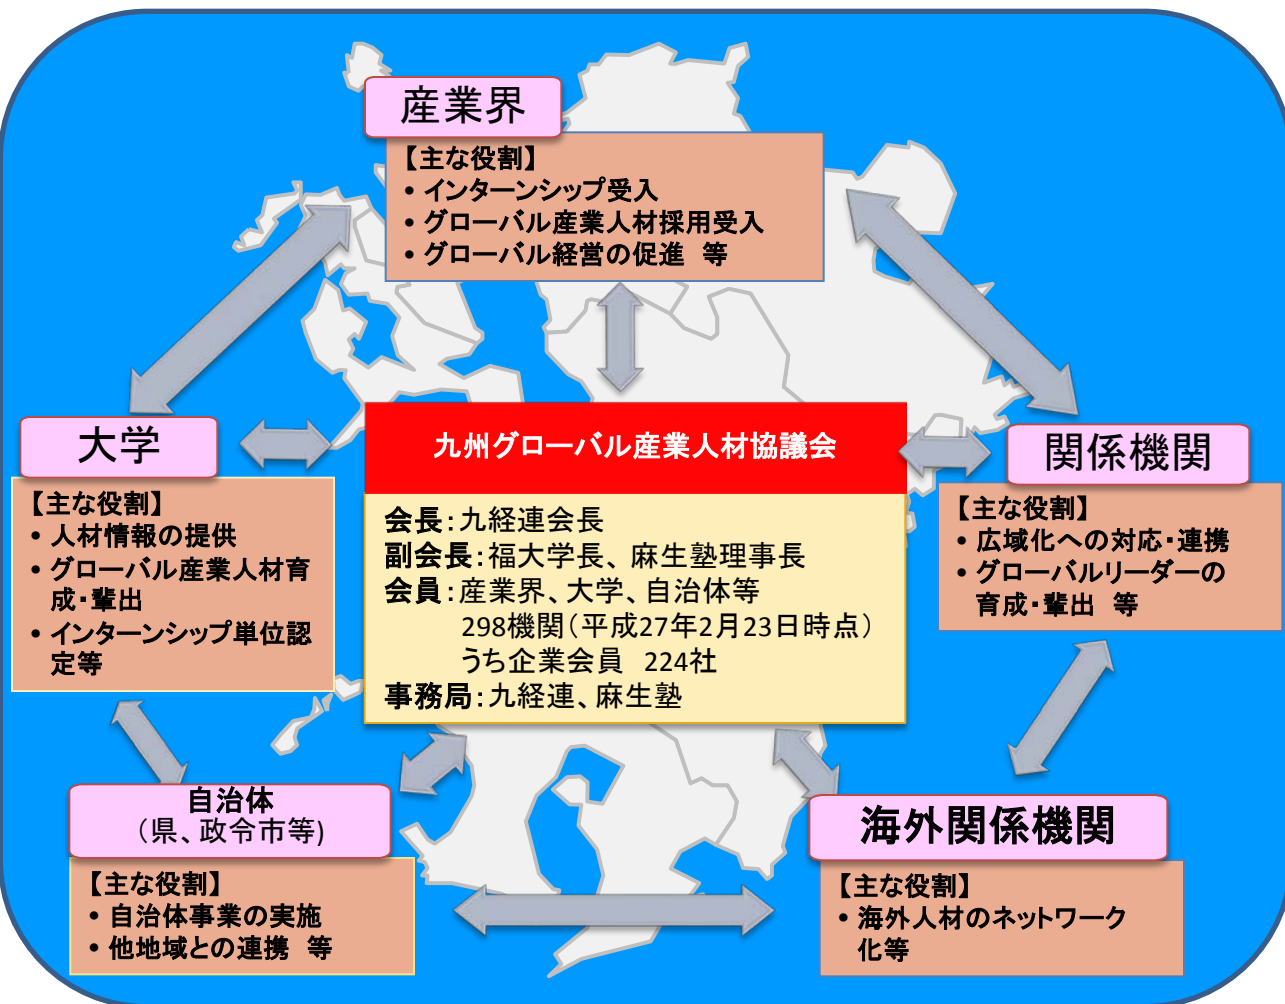 産業界
【主な役割】
• インターンシップ受入
• グローバル産業人材採用受入
• グローバル経営の促進 等
大学
【主な役割】
• 人材情報の提供
• グローバル産業人材育
成・輩出
• インターンシップ単位認
定等
九州グローバル産業人材協議会
会長：九経連会長
副会長：福大学長、麻生塾理事長
会員：産業界、大学、自治体等
298機関（平成27年2月23日時点）
うち企業会員 224社
事務局：九経連、麻生塾
関係機関
【主な役割】
• 広域化への対応・連携
• グローバルリーダーの
育成・輩出 等
自治体
（県、政令市等)
【主な役割】
• 自治体事業の実施
• 他地域との連携 等
海外関係機関
【主な役割】
• 海外人材のネットワーク
化等